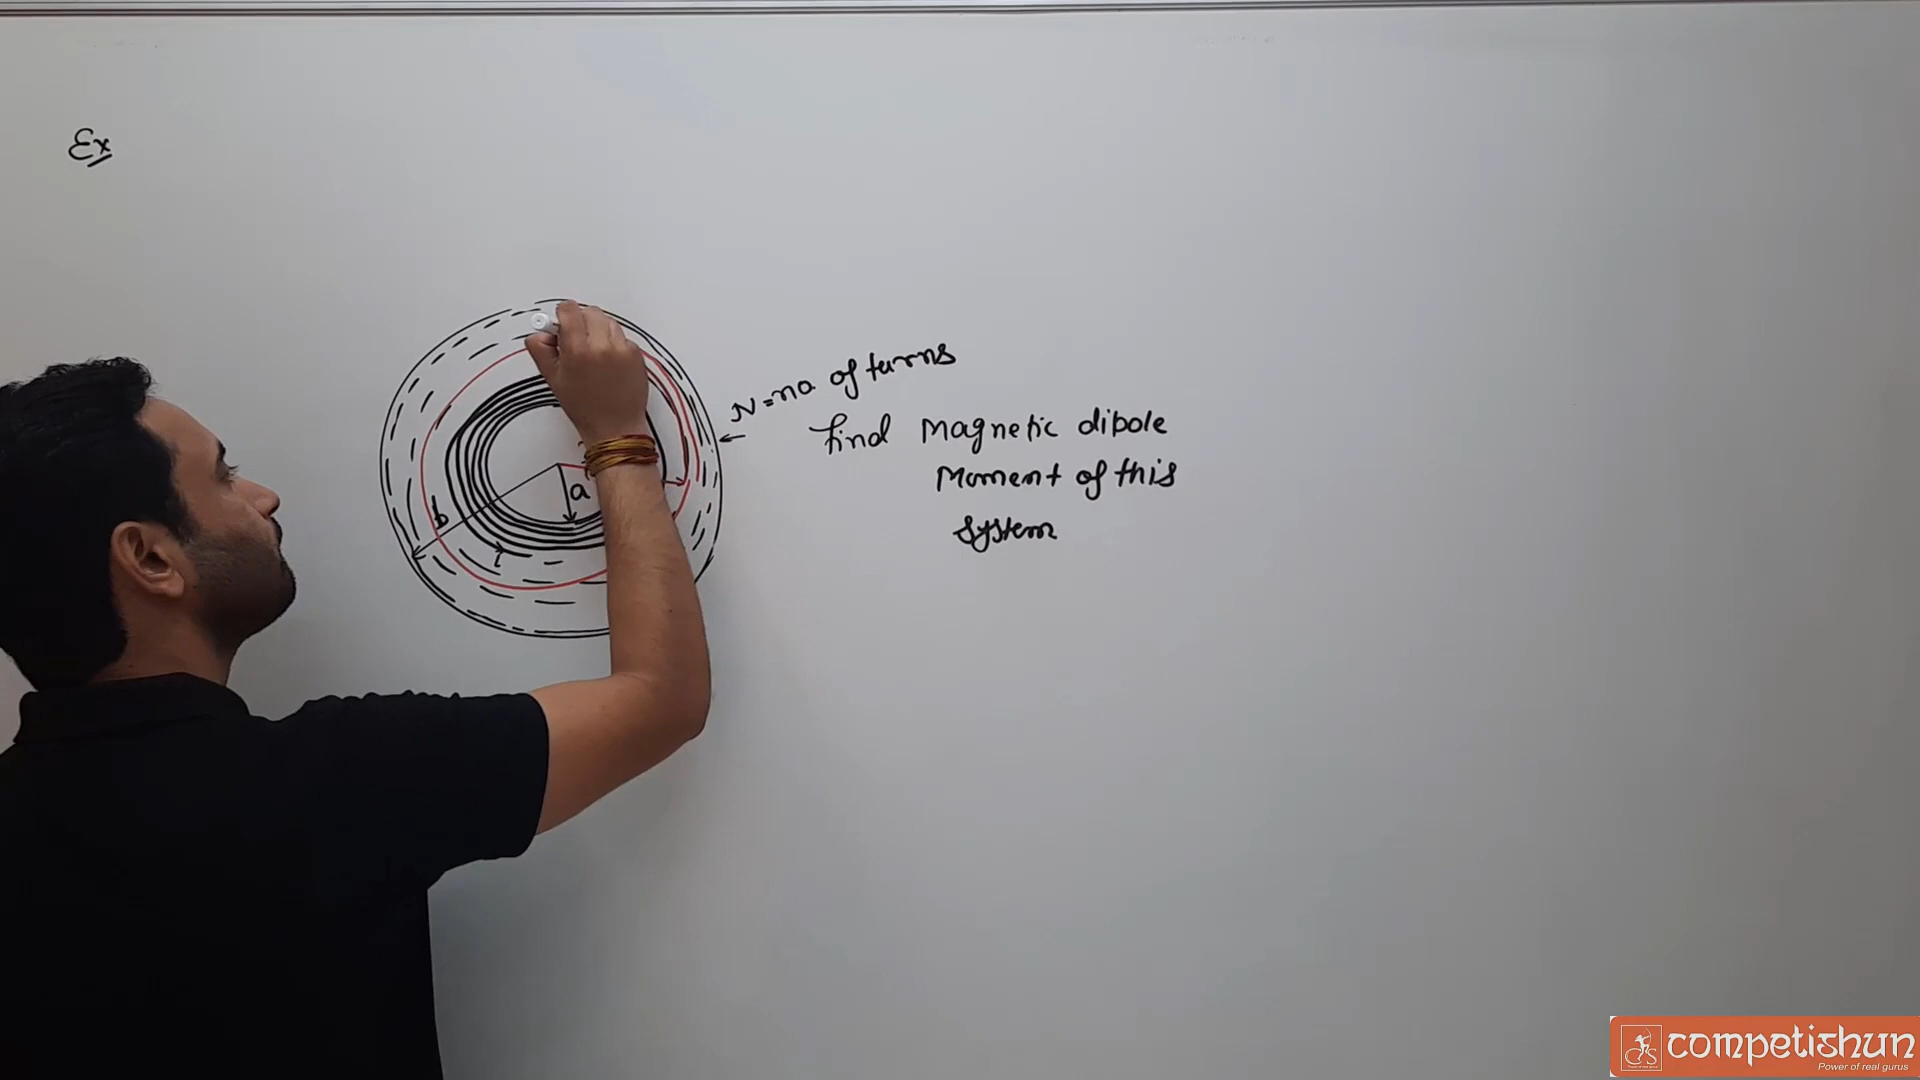 Ex
N = no. of turns
find Magnetic dipole
Moment of this
System
a
b
i
competishun
Power of real gurus